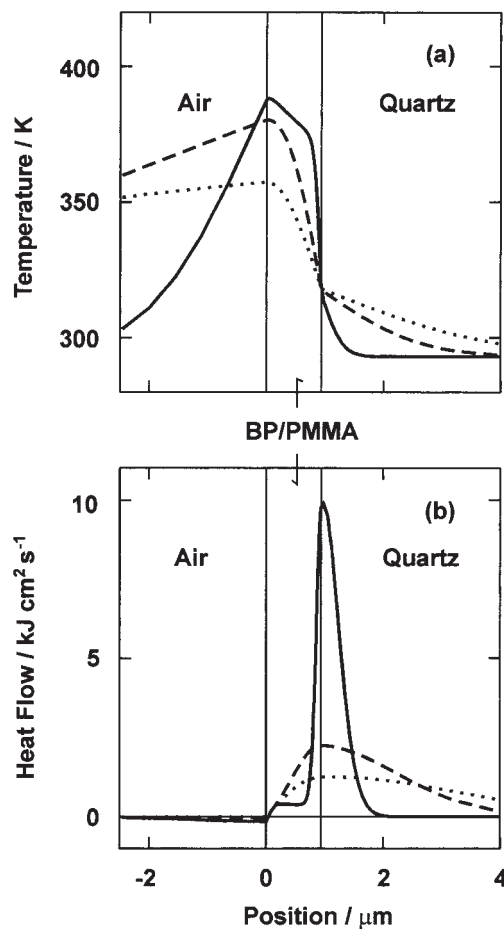 (a)
Air
Quartz
400
350
300
Temperature / K
BP/PMMA
(b)
Air
Quartz
10
5
0
Heat Flow / kJ cm² s⁻¹
-2 0 2 4
Position / μm